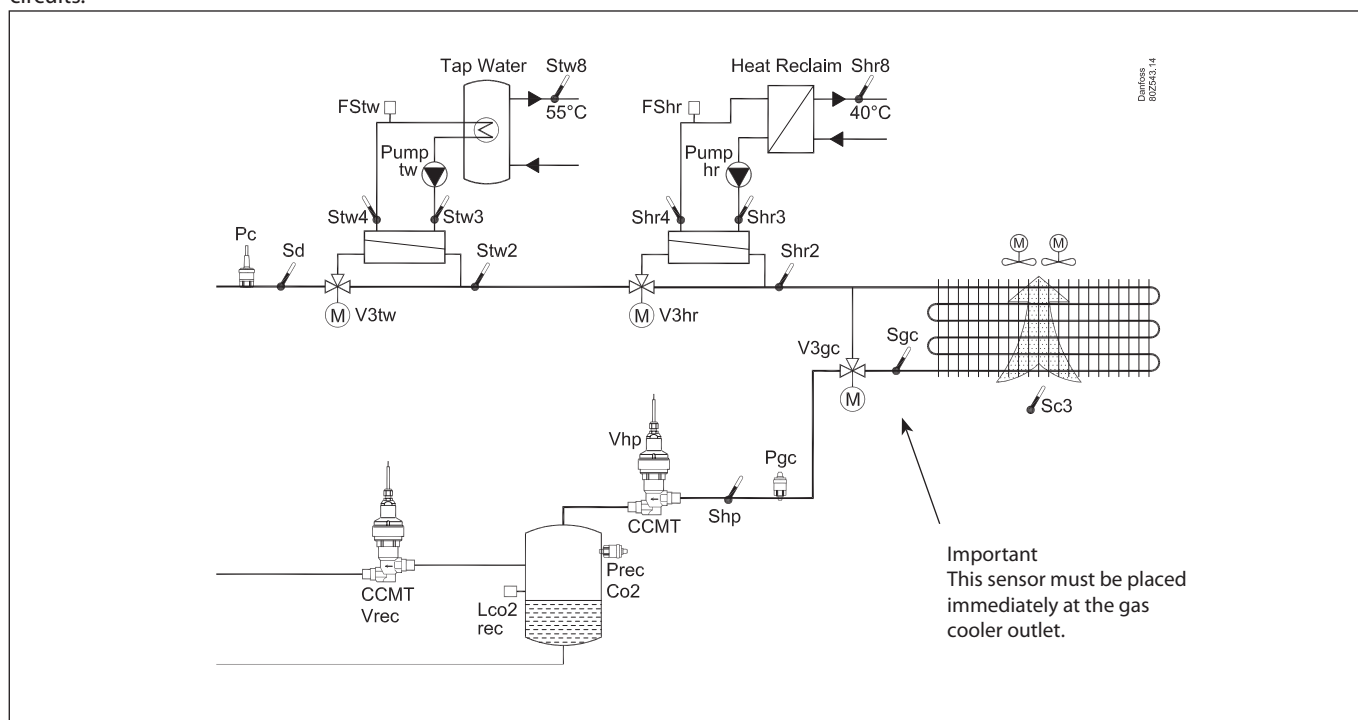 circuits.
Tap Water Stw8
Heat Reclaim Shr8
Danfoss
80Z543.14
FStw
55°C
FShr
40°C
Pump
tw
Pump
hr
Stw4
Stw3
Shr4
Shr3
Pc
Sd
Stw2
Shr2
M
M
M V3tw
M V3hr
V3gc
Sgc
M
Sc3
Vhp
Pgc
CCMT
Shp
CCMT
Vrec
Prec
Co2
Lco2
rec
Important
This sensor must be placed
immediately at the gas
cooler outlet.